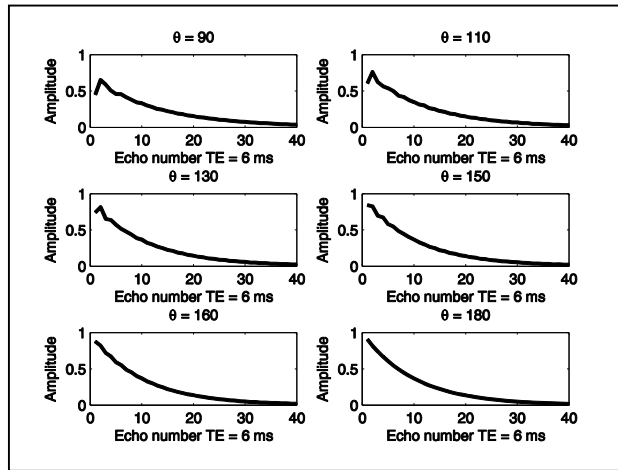 θ = 90
Amplitude
1
0.5
0
0 10 20 30 40
Echo number TE = 6 ms
θ = 110
Amplitude
1
0.5
0
0 10 20 30 40
Echo number TE = 6 ms
θ = 130
Amplitude
1
0.5
0
0 10 20 30 40
Echo number TE = 6 ms
θ = 150
Amplitude
1
0.5
0
0 10 20 30 40
Echo number TE = 6 ms
θ = 160
Amplitude
1
0.5
0
0 10 20 30 40
Echo number TE = 6 ms
θ = 180
Amplitude
1
0.5
0
0 10 20 30 40
Echo number TE = 6 ms